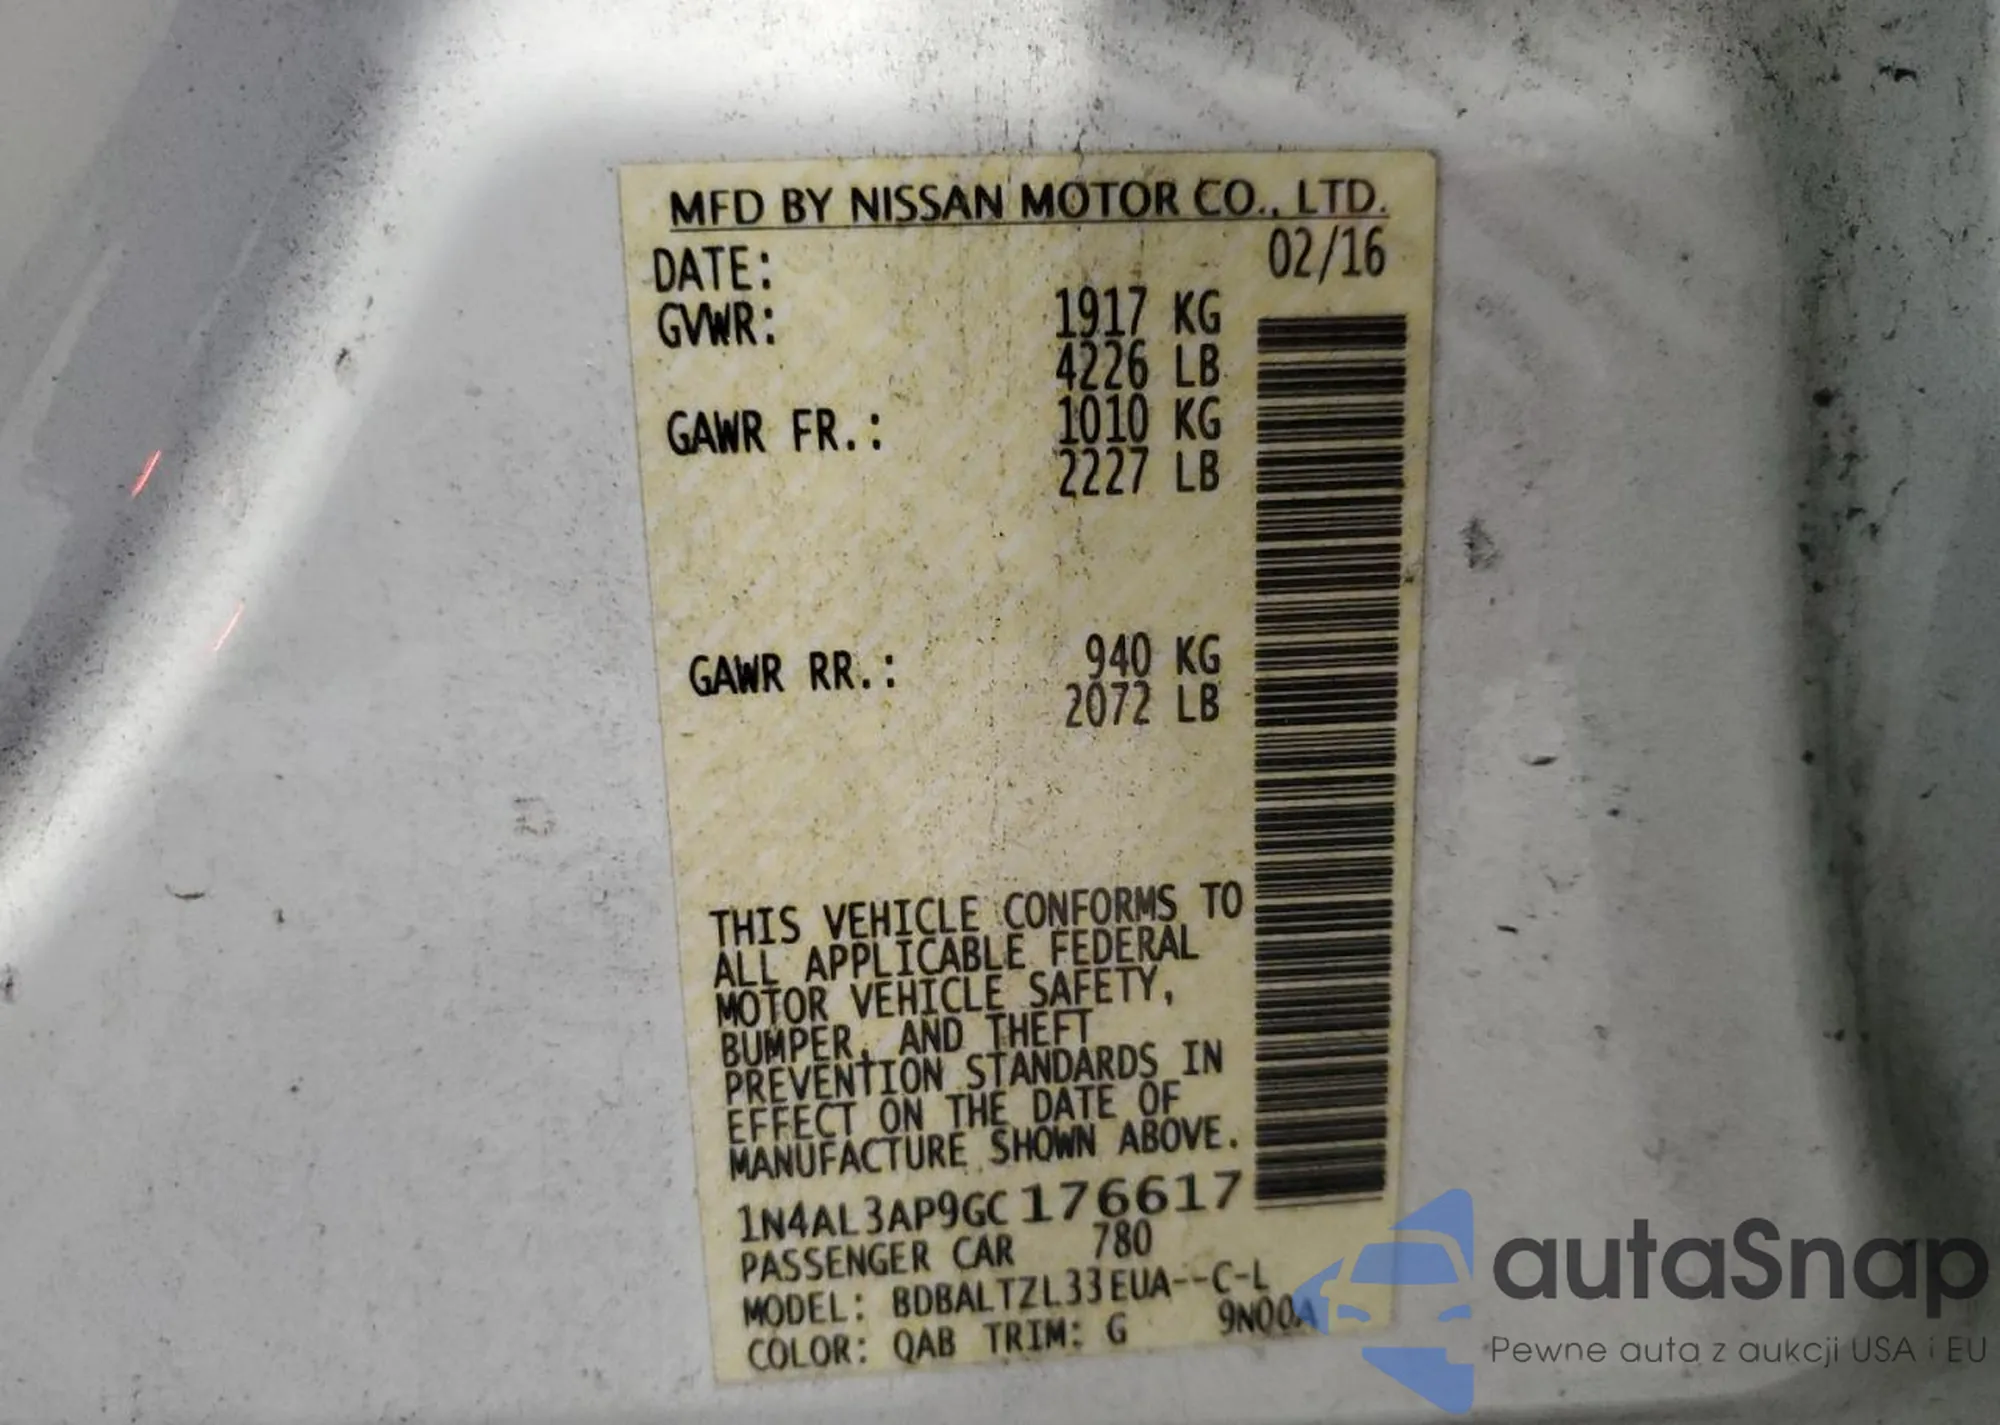 MFD BY NISSAN MOTOR CO., LTD.
DATE: 02/16
GVWR: 1917 KG
4226 LB
GAWR FR.: 1010 KG
2227 LB
GAWR RR.: 940 KG
2072 LB
THIS VEHICLE CONFORMS TO
ALL APPLICABLE FEDERAL
MOTOR VEHICLE SAFETY,
BUMPER, AND THEFT
PREVENTION STANDARDS IN
EFFECT ON THE DATE OF
MANUFACTURE SHOWN ABOVE.
1N4AL3AP9GC176617
PASSENGER CAR 780
MODEL: BDBALTZL33EUA--C-L
COLOR: QAB TRIM: G 9N00A
autaSnap
Pewne auta z aukcji USA i EU